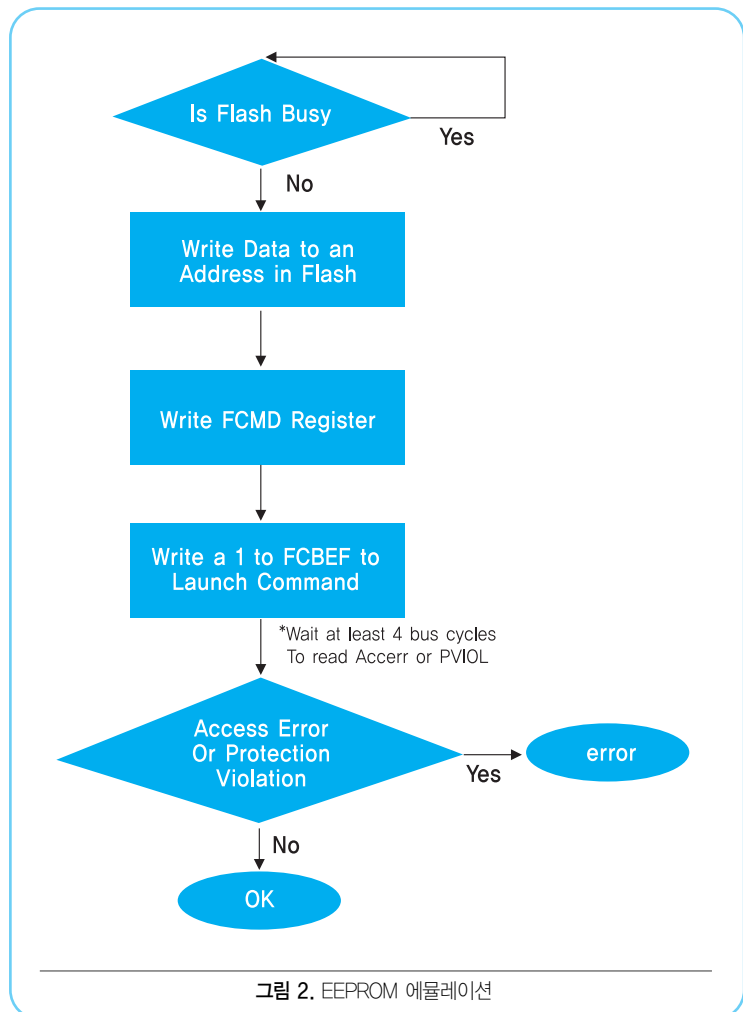 Is Flash Busy
Yes
No
Write Data to an
Address in Flash
Write FCMD Register
Write a 1 to FCBEF to
Launch Command
*Wait at least 4 bus cycles
To read Accerr or PVIOL
Access Error
Or Protection
Violation
Yes
error
No
OK
그림 2. EEPROM 에뮬레이션